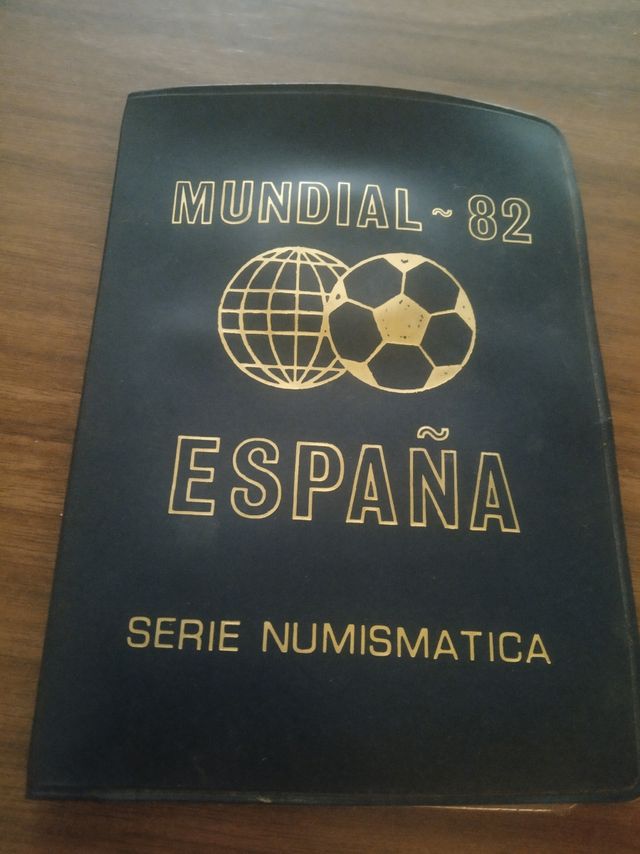 MUNDIAL ~ 82
ESPAÑA
SERIE NUMISMATICA